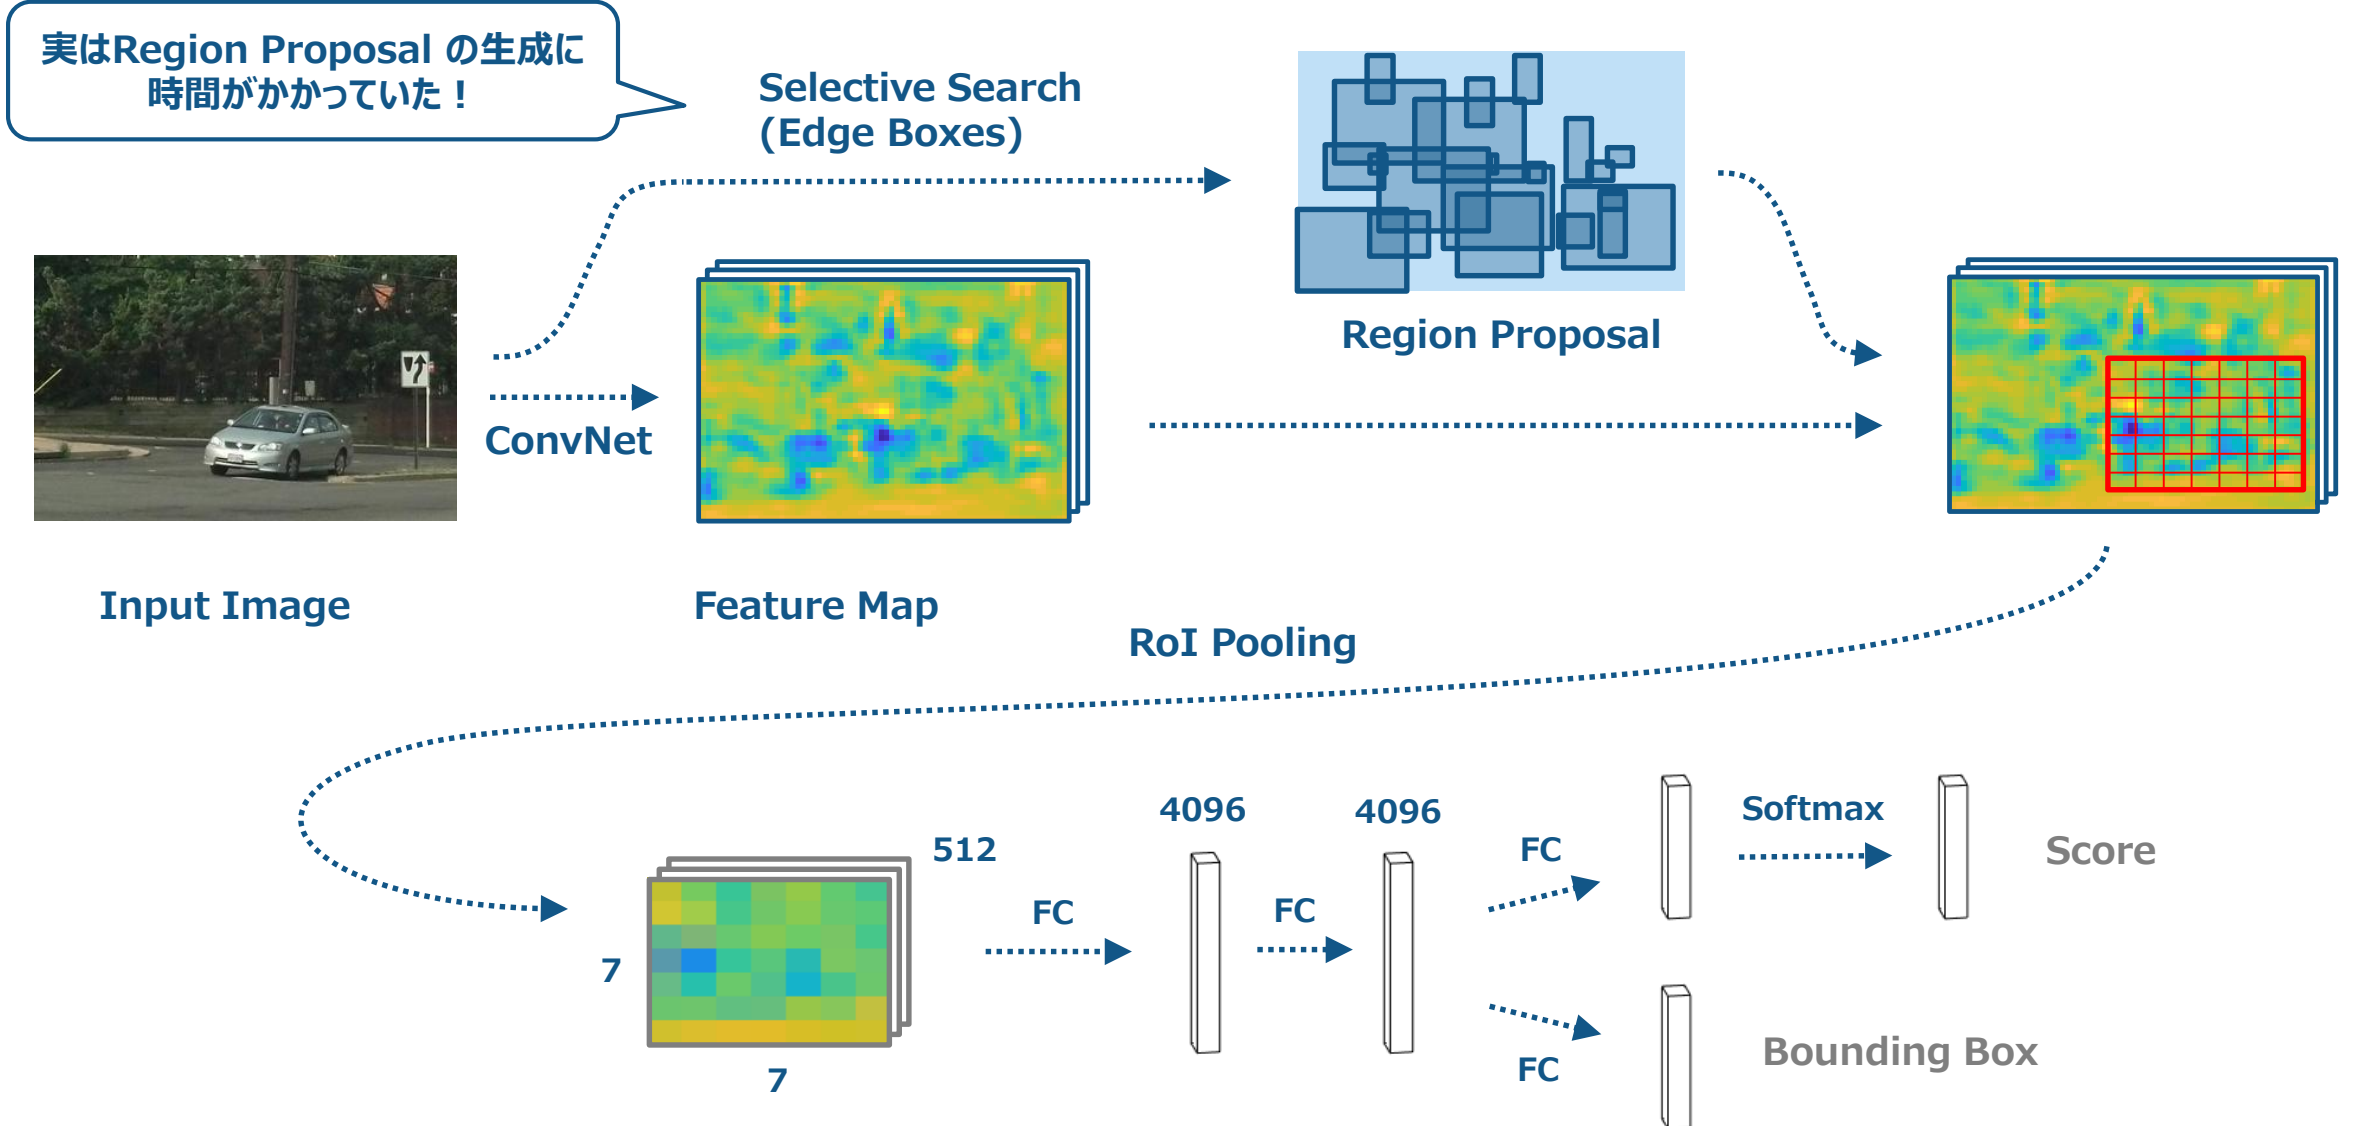 実はRegion Proposal の生成に
時間がかかっていた！
Selective Search
(Edge Boxes)
Region Proposal
ConvNet
Input Image
Feature Map
RoI Pooling
7
7
512
FC
4096
FC
4096
FC
Softmax
Score
FC
Bounding Box